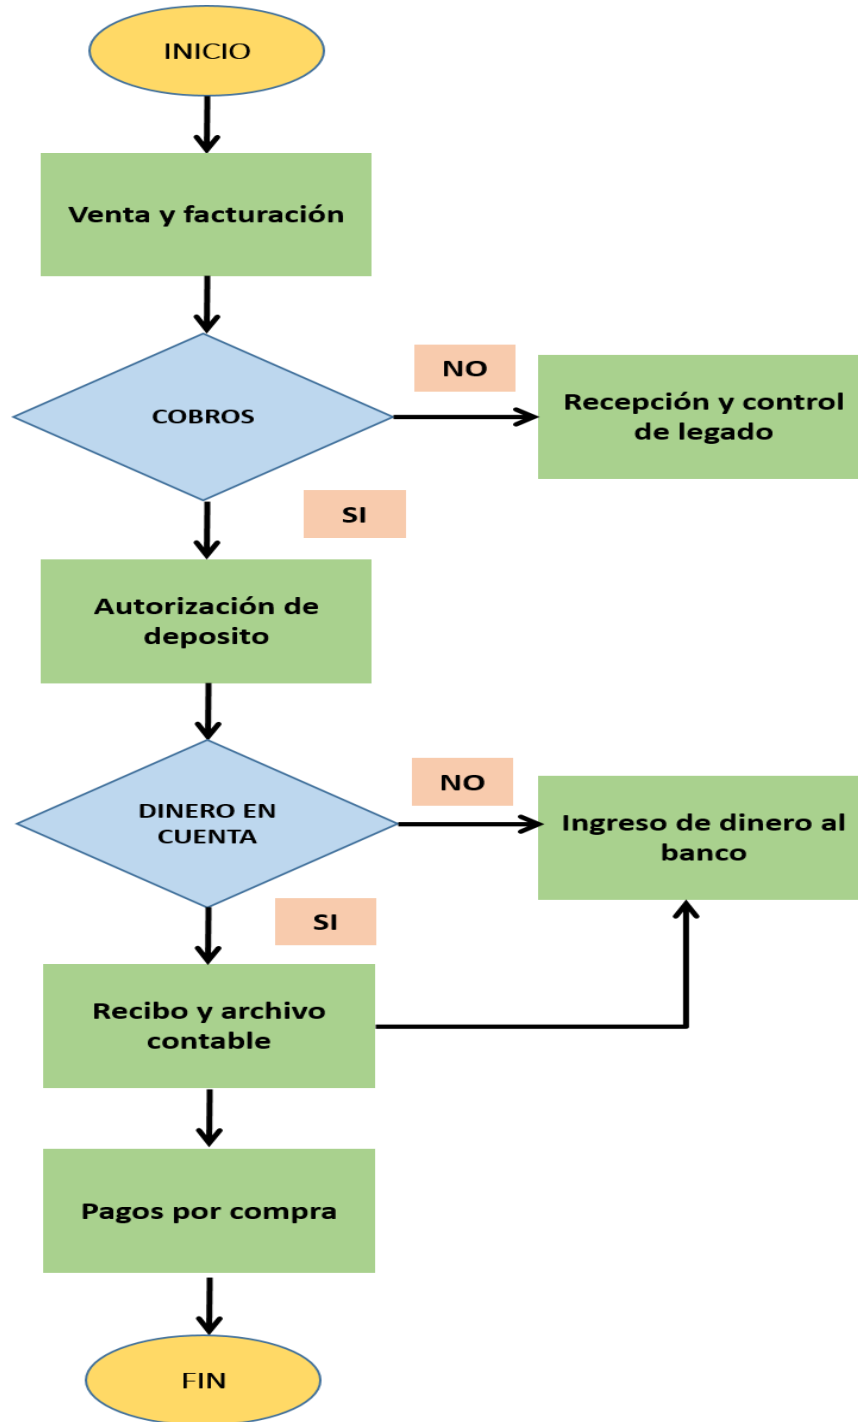 INICIO
Venta y facturación
COBROS
NO
Recepción y control
de legado
SI
Autorización de
deposito
DINERO EN
CUENTA
NO
Ingreso de dinero al
banco
SI
Recibo y archivo
contable
Pagos por compra
FIN